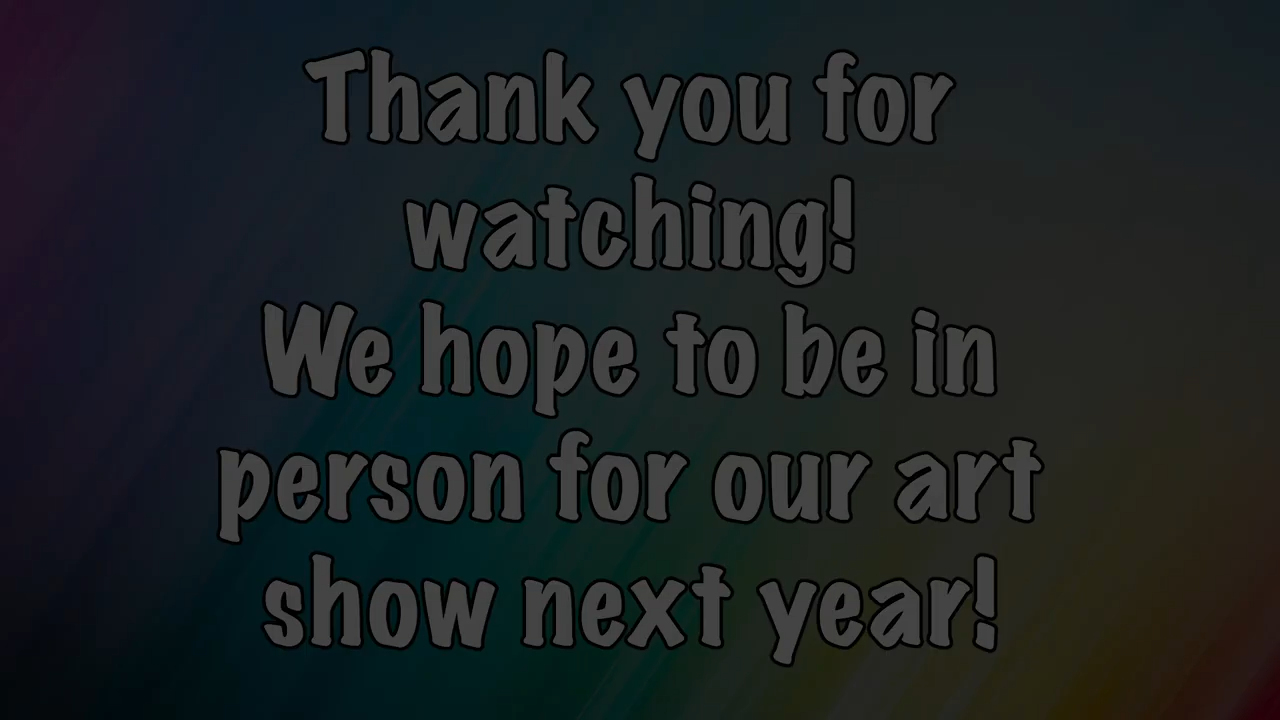 Thank you for
watching!
We hope to be in
person for our art
show next year!